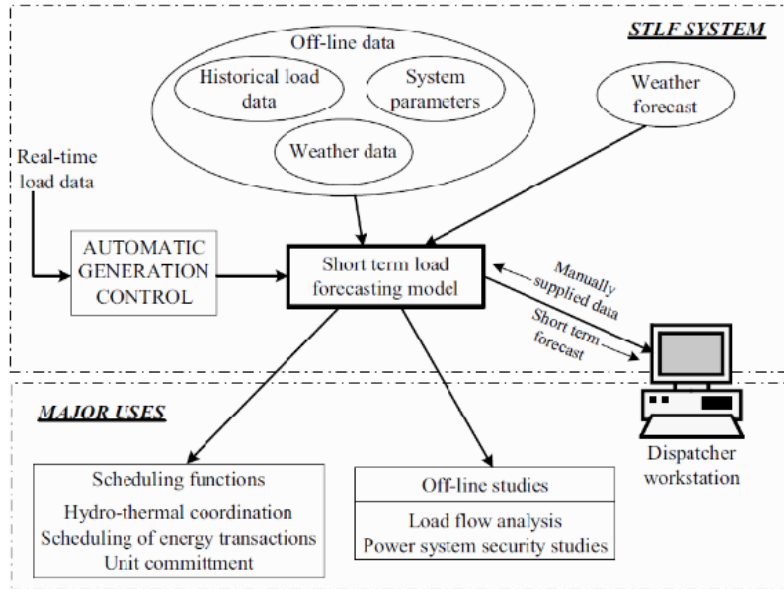 STLF SYSTEM
Off-line data
Historical load
data
System
parameters
Weather data
Weather
forecast
Real-time
load data
AUTOMATIC
GENERATION
CONTROL
Short term load
forecasting model
Manually
supplied data
Short term
forecast
Dispatcher
workstation
MAJOR USES
Scheduling functions
Hydro-thermal coordination
Scheduling of energy transactions
Unit committment
Off-line studies
Load flow analysis
Power system security studies